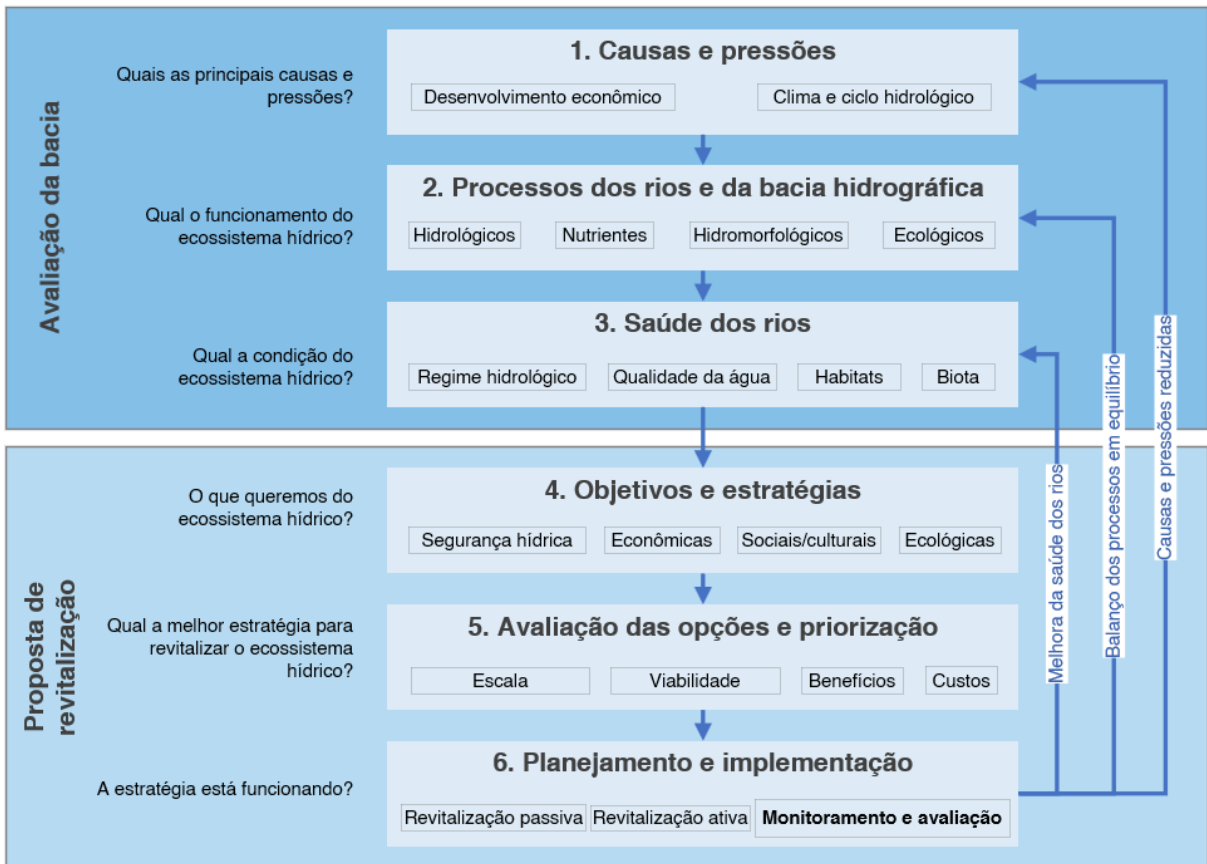 Avaliação da bacia
1. Causas e pressões
Quais as principais causas e
pressões?
Desenvolvimento econômico
Clima e ciclo hidrológico
2. Processos dos rios e da bacia hidrográfica
Qual o funcionamento do
ecossistema hídrico?
Hidrológicos
Nutrientes
Hidromorfológicos
Ecológicos
3. Saúde dos rios
Qual a condição do
ecossistema hídrico?
Regime hidrológico
Qualidade da água
Habitats
Biota
Proposta de
revitalização
4. Objetivos e estratégias
O que queremos do
ecossistema hídrico?
Segurança hídrica
Econômicas
Sociais/culturais
Ecológicas
5. Avaliação das opções e priorização
Qual a melhor estratégia para
revitalizar o ecossistema
hídrico?
Escala
Viabilidade
Benefícios
Custos
6. Planejamento e implementação
A estratégia está funcionando?
Revitalização passiva
Revitalização ativa
Monitoramento e avaliação
Melhora da saúde dos rios
Balanço dos processos em equilíbrio
Causas e pressões reduzidas